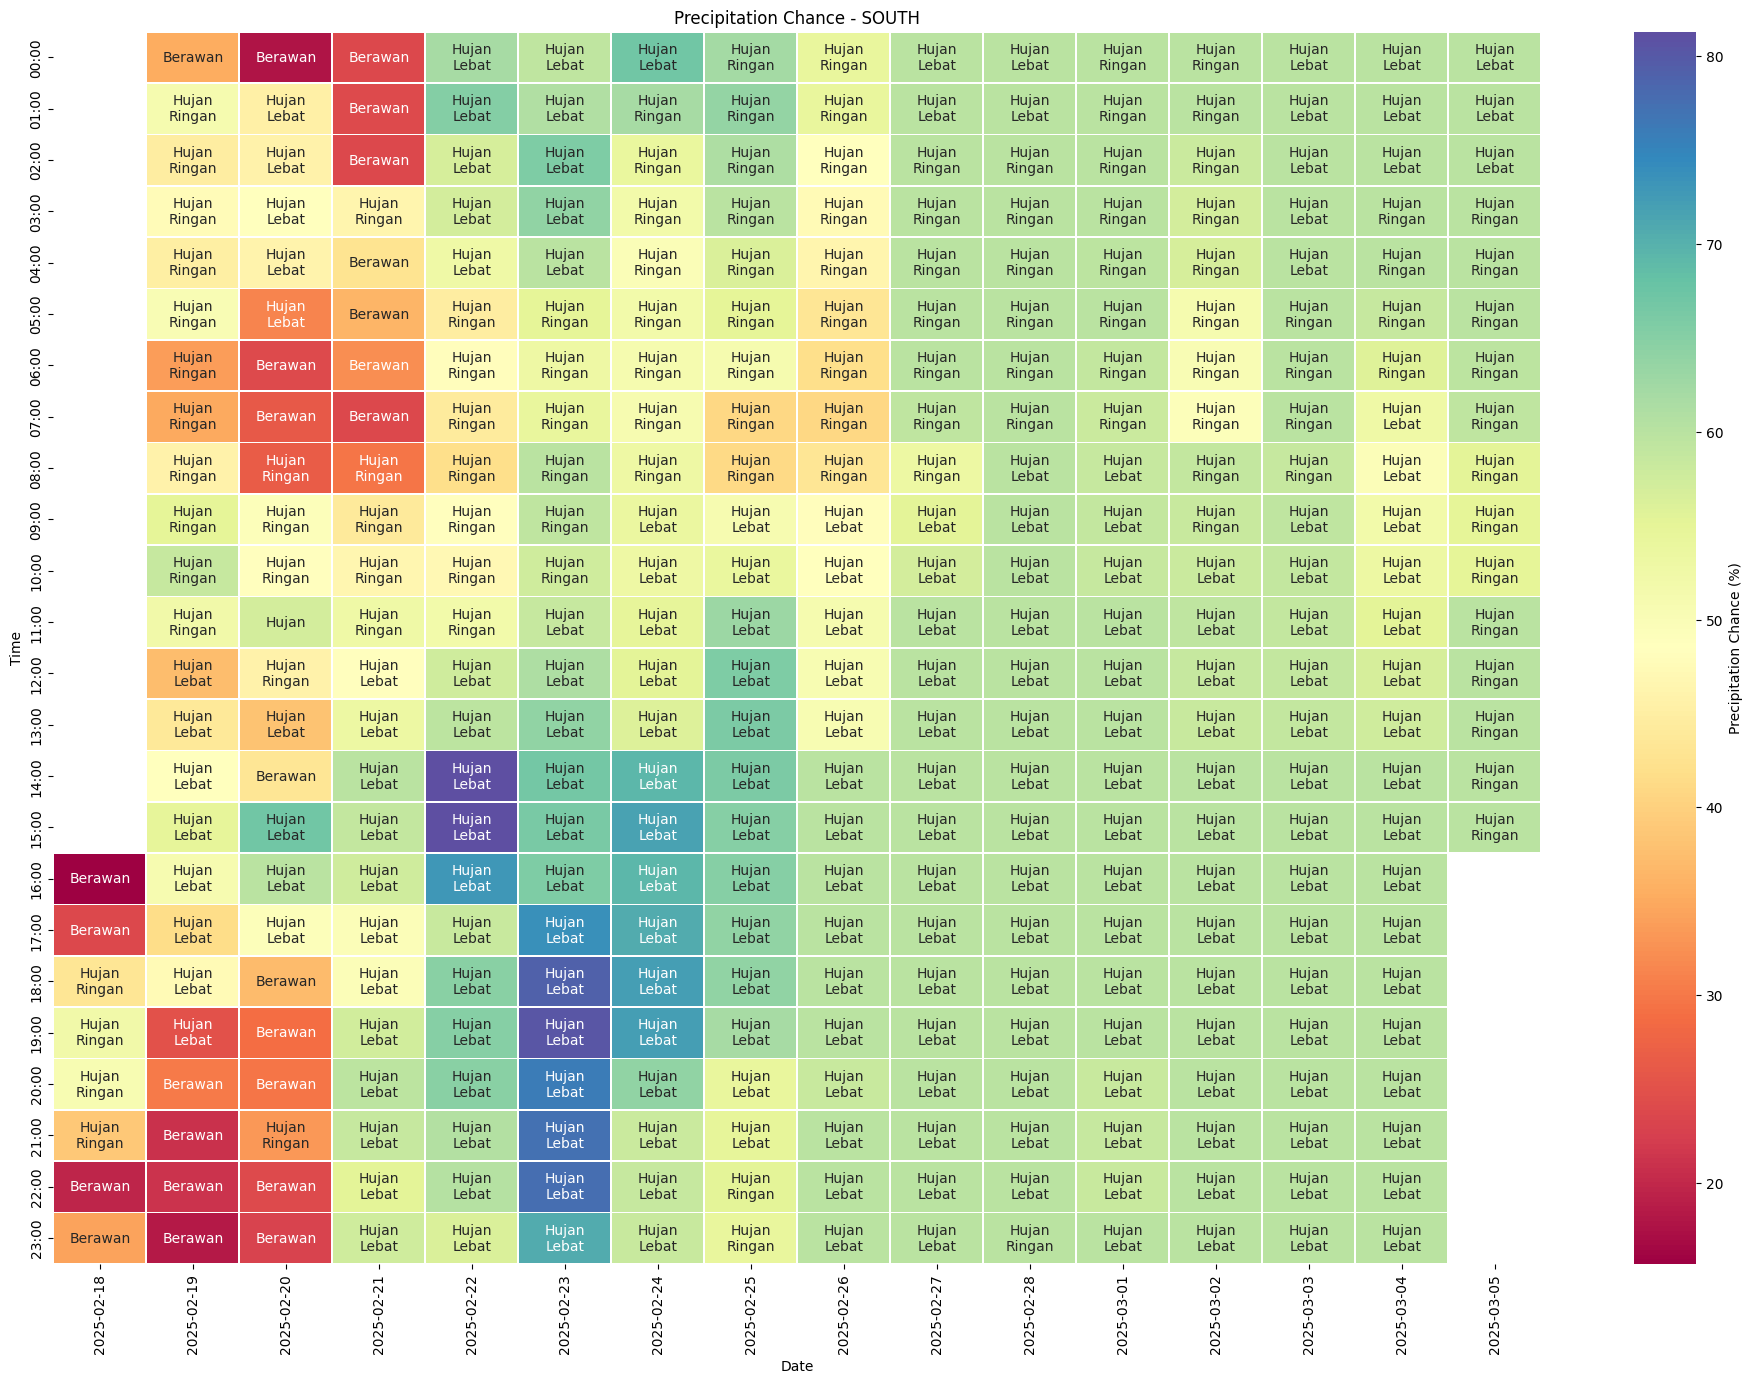 Precipitation Chance - SOUTH
00:00 Berawan Berawan Berawan Hujan Lebat Hujan Lebat Hujan Lebat Hujan Ringan Hujan Ringan Hujan Lebat Hujan Lebat Hujan Ringan Hujan Ringan Hujan Lebat Hujan Lebat Hujan Lebat
01:00 Hujan Ringan Hujan Lebat Berawan Hujan Lebat Hujan Lebat Hujan Ringan Hujan Ringan Hujan Ringan Hujan Lebat Hujan Lebat Hujan Ringan Hujan Ringan Hujan Lebat Hujan Lebat Hujan Lebat
02:00 Hujan Ringan Hujan Lebat Berawan Hujan Lebat Hujan Lebat Hujan Ringan Hujan Ringan Hujan Ringan Hujan Ringan Hujan Ringan Hujan Ringan Hujan Ringan Hujan Lebat Hujan Lebat Hujan Lebat
03:00 Hujan Ringan Hujan Lebat Hujan Ringan Hujan Lebat Hujan Lebat Hujan Ringan Hujan Ringan Hujan Ringan Hujan Ringan Hujan Ringan Hujan Ringan Hujan Ringan Hujan Lebat Hujan Ringan Hujan Ringan
04:00 Hujan Ringan Hujan Lebat Berawan Hujan Lebat Hujan Lebat Hujan Ringan Hujan Ringan Hujan Ringan Hujan Ringan Hujan Ringan Hujan Ringan Hujan Ringan Hujan Lebat Hujan Ringan Hujan Ringan
05:00 Hujan Ringan Hujan Lebat Berawan Hujan Ringan Hujan Ringan Hujan Ringan Hujan Ringan Hujan Ringan Hujan Ringan Hujan Ringan Hujan Ringan Hujan Ringan Hujan Ringan Hujan Ringan Hujan Ringan
06:00 Hujan Ringan Berawan Berawan Hujan Ringan Hujan Ringan Hujan Ringan Hujan Ringan Hujan Ringan Hujan Ringan Hujan Ringan Hujan Ringan Hujan Ringan Hujan Ringan Hujan Ringan Hujan Ringan
07:00 Hujan Ringan Berawan Berawan Hujan Ringan Hujan Ringan Hujan Ringan Hujan Ringan Hujan Ringan Hujan Ringan Hujan Ringan Hujan Ringan Hujan Ringan Hujan Ringan Hujan Lebat Hujan Ringan
08:00 Hujan Ringan Hujan Ringan Hujan Ringan Hujan Ringan Hujan Ringan Hujan Ringan Hujan Ringan Hujan Ringan Hujan Ringan Hujan Lebat Hujan Lebat Hujan Ringan Hujan Ringan Hujan Lebat Hujan Ringan
09:00 Hujan Ringan Hujan Ringan Hujan Ringan Hujan Ringan Hujan Ringan Hujan Lebat Hujan Lebat Hujan Lebat Hujan Lebat Hujan Lebat Hujan Lebat Hujan Ringan Hujan Lebat Hujan Lebat Hujan Ringan
10:00 Hujan Ringan Hujan Ringan Hujan Ringan Hujan Ringan Hujan Ringan Hujan Lebat Hujan Lebat Hujan Lebat Hujan Lebat Hujan Lebat Hujan Lebat Hujan Lebat Hujan Lebat Hujan Lebat Hujan Ringan
11:00 Hujan Ringan Hujan Hujan Ringan Hujan Ringan Hujan Lebat Hujan Lebat Hujan Lebat Hujan Lebat Hujan Lebat Hujan Lebat Hujan Lebat Hujan Lebat Hujan Lebat Hujan Lebat Hujan Ringan
12:00 Hujan Lebat Hujan Ringan Hujan Lebat Hujan Lebat Hujan Lebat Hujan Lebat Hujan Lebat Hujan Lebat Hujan Lebat Hujan Lebat Hujan Lebat Hujan Lebat Hujan Lebat Hujan Lebat Hujan Ringan
13:00 Hujan Lebat Hujan Lebat Hujan Lebat Hujan Lebat Hujan Lebat Hujan Lebat Hujan Lebat Hujan Lebat Hujan Lebat Hujan Lebat Hujan Lebat Hujan Lebat Hujan Lebat Hujan Lebat Hujan Ringan
14:00 Hujan Lebat Berawan Hujan Lebat Hujan Lebat Hujan Lebat Hujan Lebat Hujan Lebat Hujan Lebat Hujan Lebat Hujan Lebat Hujan Lebat Hujan Lebat Hujan Lebat Hujan Lebat Hujan Ringan
15:00 Hujan Lebat Hujan Lebat Hujan Lebat Hujan Lebat Hujan Lebat Hujan Lebat Hujan Lebat Hujan Lebat Hujan Lebat Hujan Lebat Hujan Lebat Hujan Lebat Hujan Lebat Hujan Lebat Hujan Ringan
16:00 Berawan Hujan Lebat Hujan Lebat Hujan Lebat Hujan Lebat Hujan Lebat Hujan Lebat Hujan Lebat Hujan Lebat Hujan Lebat Hujan Lebat Hujan Lebat Hujan Lebat Hujan Lebat Hujan Lebat
17:00 Berawan Hujan Lebat Hujan Lebat Hujan Lebat Hujan Lebat Hujan Lebat Hujan Lebat Hujan Lebat Hujan Lebat Hujan Lebat Hujan Lebat Hujan Lebat Hujan Lebat Hujan Lebat Hujan Lebat
18:00 Hujan Ringan Hujan Lebat Berawan Hujan Lebat Hujan Lebat Hujan Lebat Hujan Lebat Hujan Lebat Hujan Lebat Hujan Lebat Hujan Lebat Hujan Lebat Hujan Lebat Hujan Lebat Hujan Lebat
19:00 Hujan Ringan Hujan Lebat Berawan Hujan Lebat Hujan Lebat Hujan Lebat Hujan Lebat Hujan Lebat Hujan Lebat Hujan Lebat Hujan Lebat Hujan Lebat Hujan Lebat Hujan Lebat Hujan Lebat
20:00 Hujan Ringan Berawan Berawan Hujan Lebat Hujan Lebat Hujan Lebat Hujan Lebat Hujan Lebat Hujan Lebat Hujan Lebat Hujan Lebat Hujan Lebat Hujan Lebat Hujan Lebat Hujan Lebat
21:00 Hujan Ringan Berawan Hujan Ringan Hujan Lebat Hujan Lebat Hujan Lebat Hujan Lebat Hujan Lebat Hujan Lebat Hujan Lebat Hujan Lebat Hujan Lebat Hujan Lebat Hujan Lebat Hujan Lebat
22:00 Berawan Berawan Berawan Hujan Lebat Hujan Lebat Hujan Lebat Hujan Lebat Hujan Ringan Hujan Lebat Hujan Lebat Hujan Lebat Hujan Lebat Hujan Lebat Hujan Lebat Hujan Lebat
23:00 Berawan Berawan Berawan Hujan Lebat Hujan Lebat Hujan Lebat Hujan Lebat Hujan Ringan Hujan Lebat Hujan Lebat Hujan Ringan Hujan Lebat Hujan Lebat Hujan Lebat Hujan Lebat
Time
2025-02-18 2025-02-19 2025-02-20 2025-02-21 2025-02-22 2025-02-23 2025-02-24 2025-02-25 2025-02-26 2025-02-27 2025-02-28 2025-03-01 2025-03-02 2025-03-03 2025-03-04 2025-03-05
Date
80
70
60
50
40
30
20
Precipitation Chance (%)